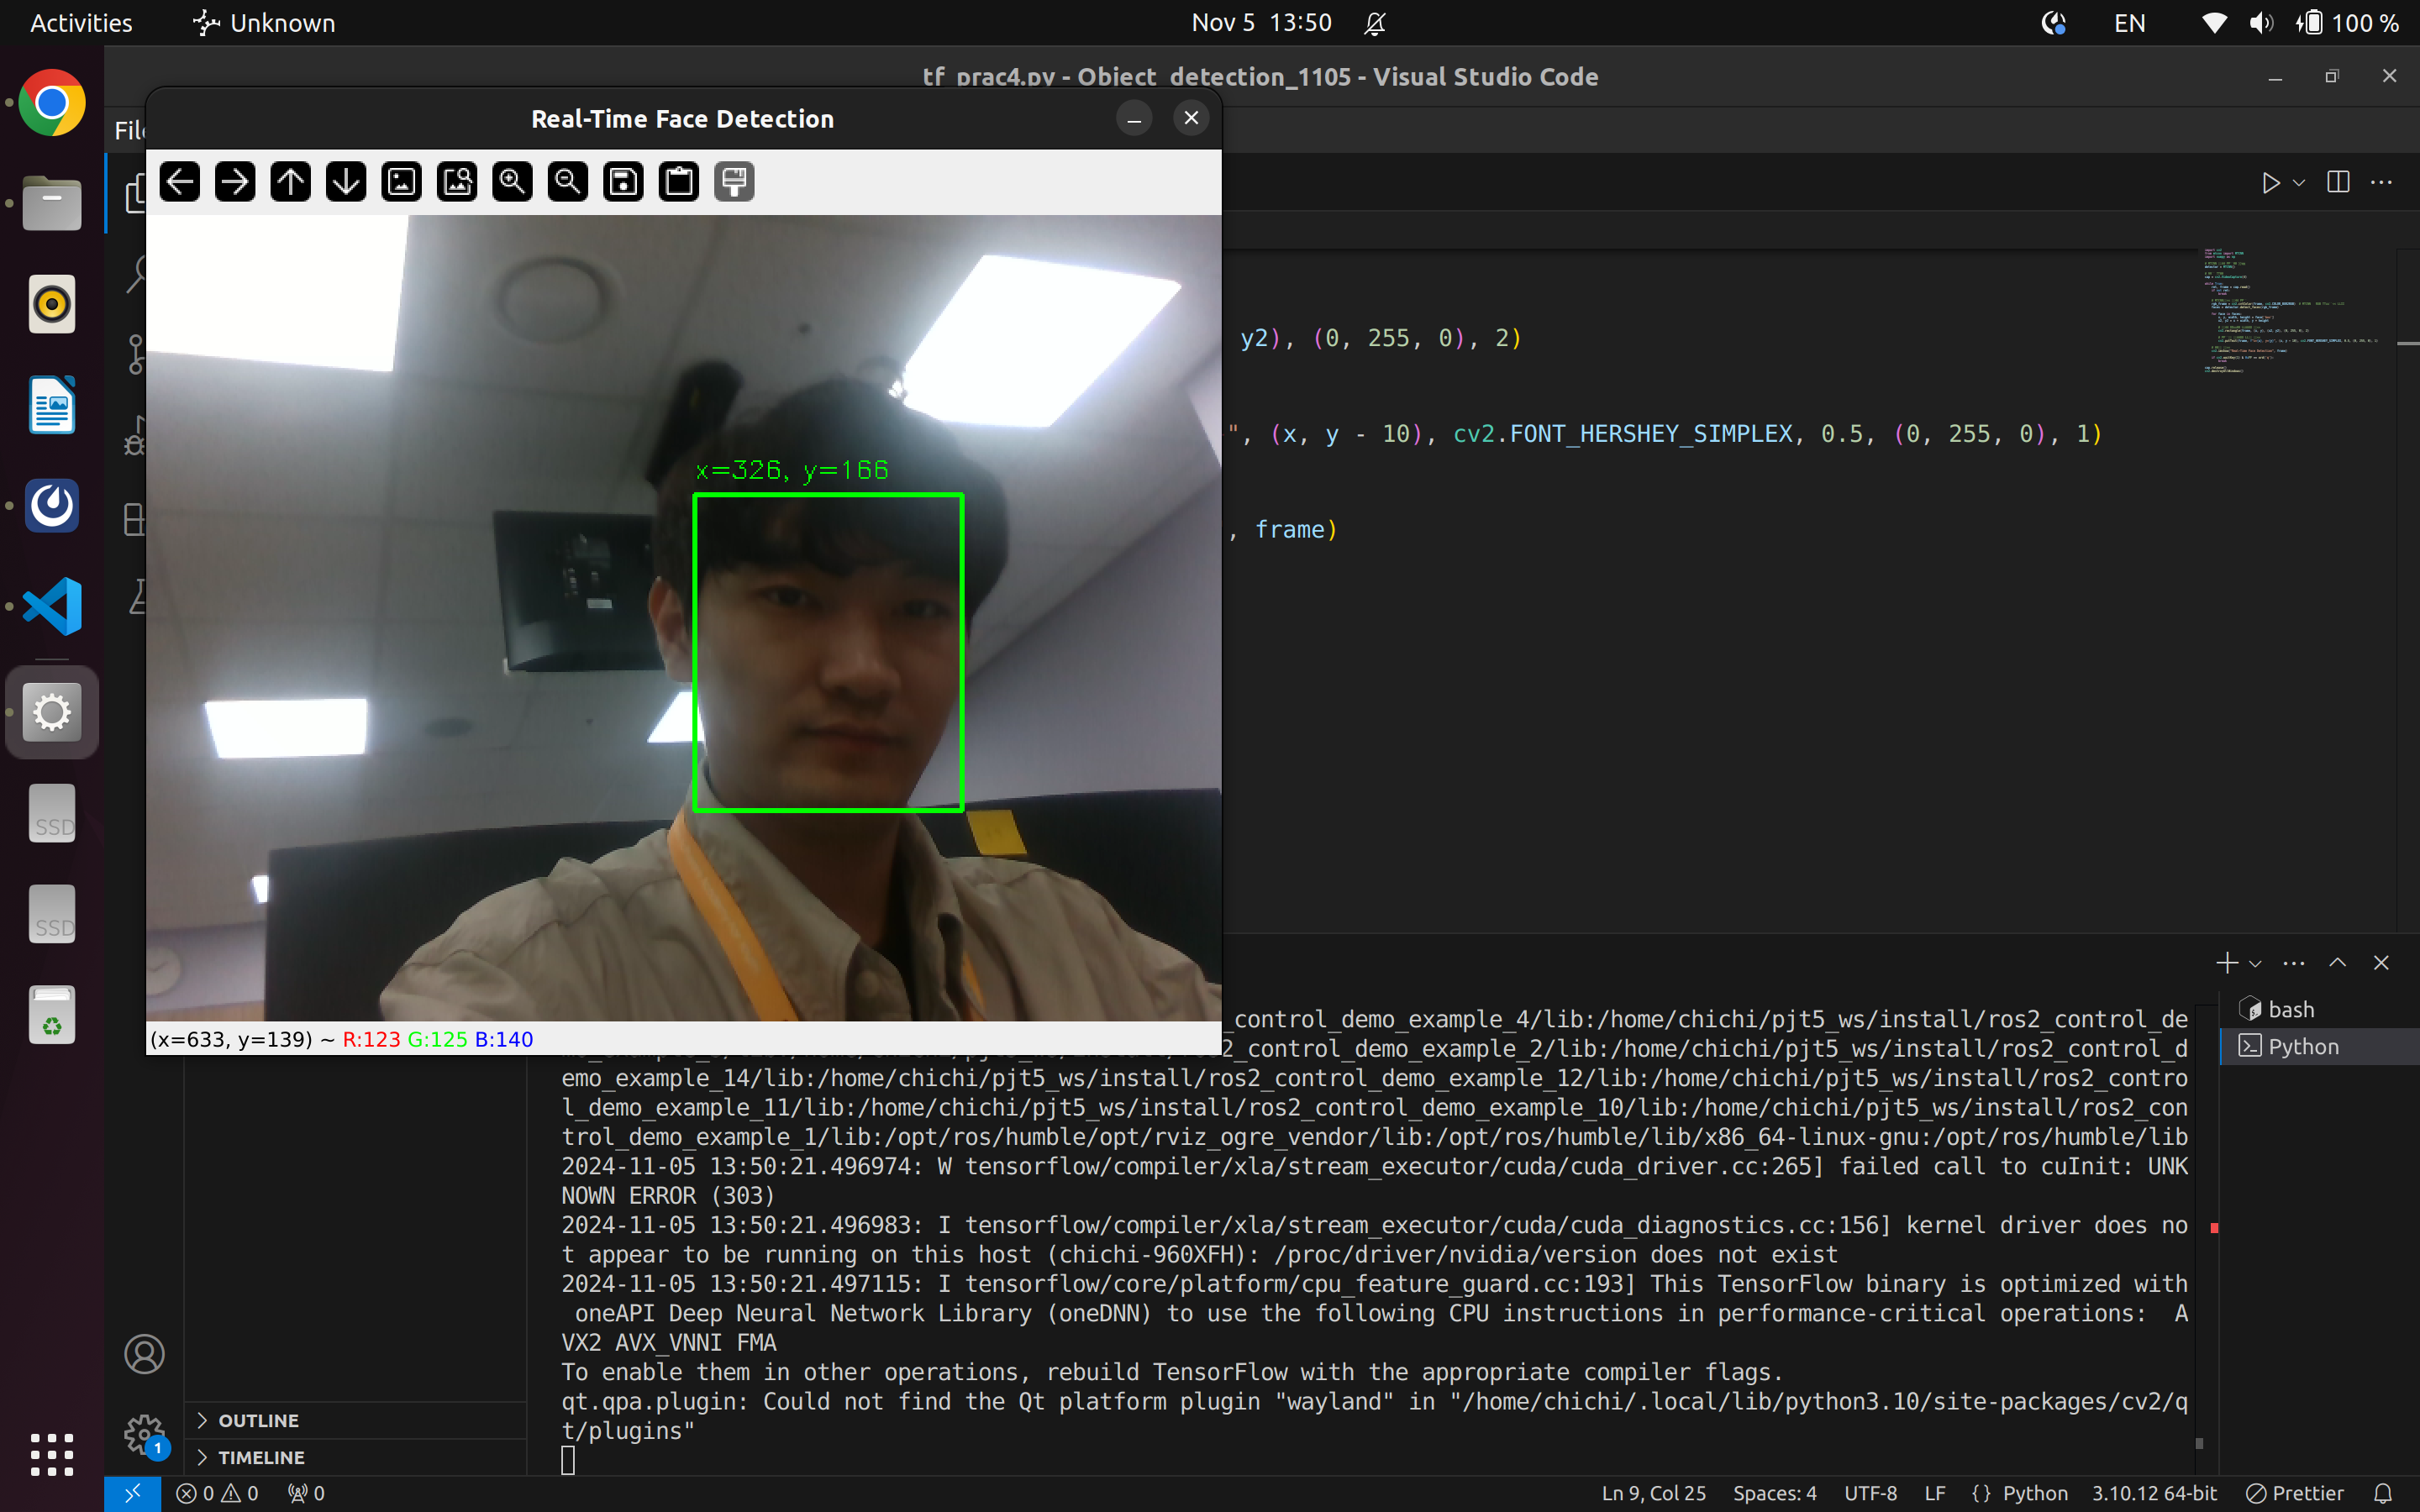 Activities
Unknown
Nov 5 13:50
EN
100 %
tf_prac4.py - Object_detection_1105 - Visual Studio Code
Real-Time Face Detection
y2), (0, 255, 0), 2)
x=326, y=166
", (x, y - 10), cv2.FONT_HERSHEY_SIMPLEX, 0.5, (0, 255, 0), 1)
, frame)
SSD
SSD
(x=633, y=139) ~ R:123 G:125 B:140
bash
Python
_control_demo_example_4/lib:/home/chichi/pjt5_ws/install/ros2_control_de
2_control_demo_example_2/lib:/home/chichi/pjt5_ws/install/ros2_control_d
emo_example_14/lib:/home/chichi/pjt5_ws/install/ros2_control_demo_example_12/lib:/home/chichi/pjt5_ws/install/ros2_contro
l_demo_example_11/lib:/home/chichi/pjt5_ws/install/ros2_control_demo_example_10/lib:/home/chichi/pjt5_ws/install/ros2_con
trol_demo_example_1/lib:/opt/ros/humble/opt/rviz_ogre_vendor/lib:/opt/ros/humble/lib/x86_64-linux-gnu:/opt/ros/humble/lib
2024-11-05 13:50:21.496974: W tensorflow/compiler/xla/stream_executor/cuda/cuda_driver.cc:265] failed call to cuInit: UNK
NOWN ERROR (303)
2024-11-05 13:50:21.496983: I tensorflow/compiler/xla/stream_executor/cuda/cuda_diagnostics.cc:156] kernel driver does no
t appear to be running on this host (chichi-960XFH): /proc/driver/nvidia/version does not exist
2024-11-05 13:50:21.497115: I tensorflow/core/platform/cpu_feature_guard.cc:193] This TensorFlow binary is optimized with
 oneAPI Deep Neural Network Library (oneDNN) to use the following CPU instructions in performance-critical operations:  A
VX2 AVX_VNNI FMA
To enable them in other operations, rebuild TensorFlow with the appropriate compiler flags.
qt.qpa.plugin: Could not find the Qt platform plugin "wayland" in "/home/chichi/.local/lib/python3.10/site-packages/cv2/q
t/plugins"
OUTLINE
TIMELINE
1
0 0 0
Ln 9, Col 25
Spaces: 4
UTF-8
LF
{ } Python
3.10.12 64-bit
Prettier